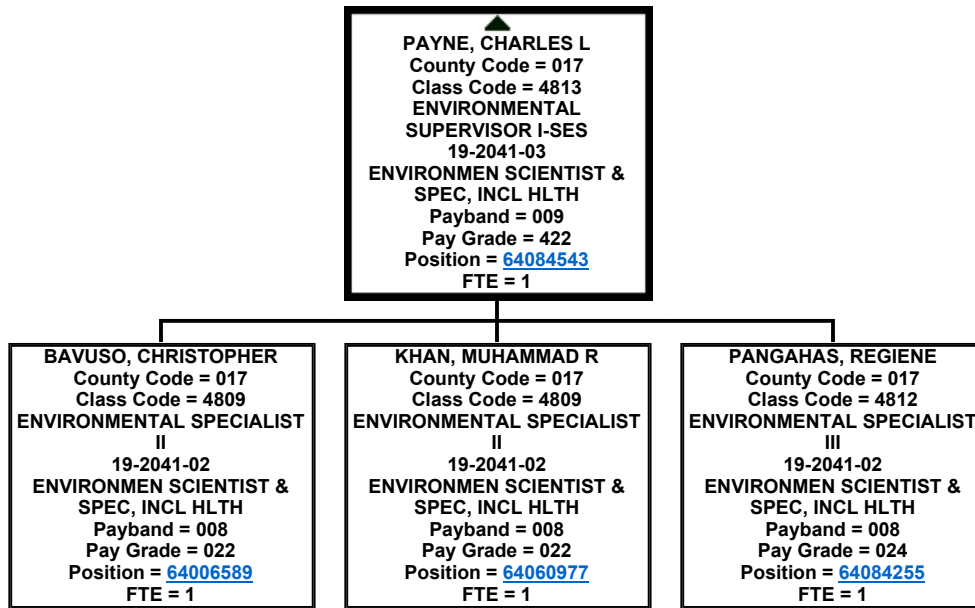 PAYNE, CHARLES L
County Code = 017
Class Code = 4813
ENVIRONMENTAL
SUPERVISOR I-SES
19-2041-03
ENVIRONMEN SCIENTIST &
SPEC, INCL HLTH
Payband = 009
Pay Grade = 422
Position = 64084543
FTE = 1
BAVUSO, CHRISTOPHER
County Code = 017
Class Code = 4809
ENVIRONMENTAL SPECIALIST
II
19-2041-02
ENVIRONMEN SCIENTIST &
SPEC, INCL HLTH
Payband = 008
Pay Grade = 022
Position = 64006589
FTE = 1
KHAN, MUHAMMAD R
County Code = 017
Class Code = 4809
ENVIRONMENTAL SPECIALIST
II
19-2041-02
ENVIRONMEN SCIENTIST &
SPEC, INCL HLTH
Payband = 008
Pay Grade = 022
Position = 64060977
FTE = 1
PANGAHAS, REGIENE
County Code = 017
Class Code = 4812
ENVIRONMENTAL SPECIALIST
III
19-2041-02
ENVIRONMEN SCIENTIST &
SPEC, INCL HLTH
Payband = 008
Pay Grade = 024
Position = 64084255
FTE = 1